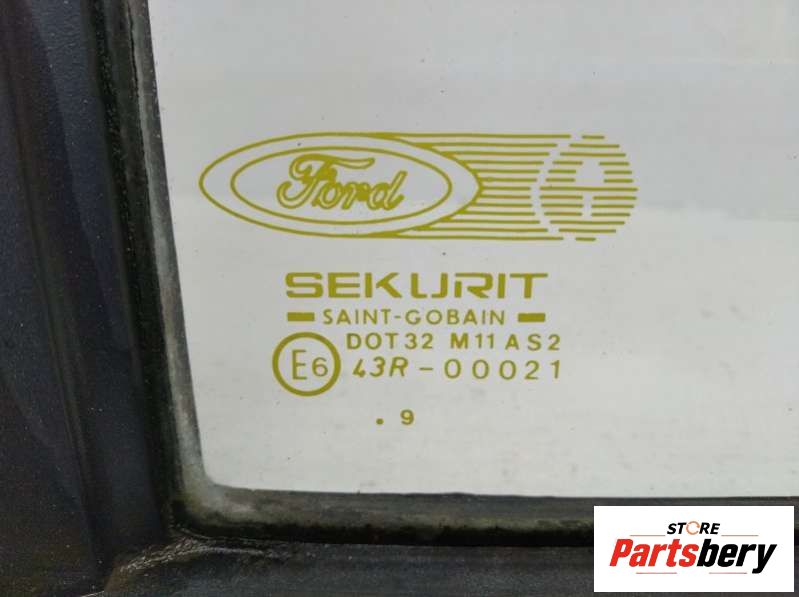 Ford
SEKURIT
SAINT-GOBAIN
DOT32 M11 AS2
E6 43R-00021
. 9
STORE
Partsbery